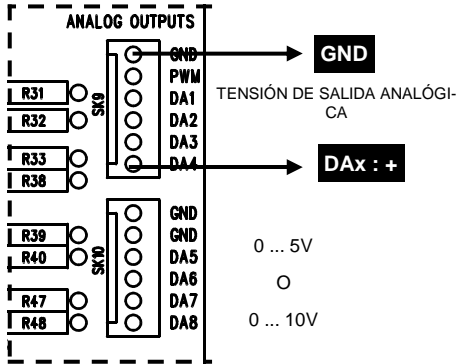 ANALOG OUTPUTS
GND
PWM
DA1
DA2
DA3
DA4
SK9
R31
R32
R33
R38
GND
TENSIÓN DE SALIDA ANALÓGI-
CA
DAx : +
GND
GND
DA5
DA6
DA7
DA8
SK10
R39
R40
R47
R48
0 ... 5V
O
0 ... 10V